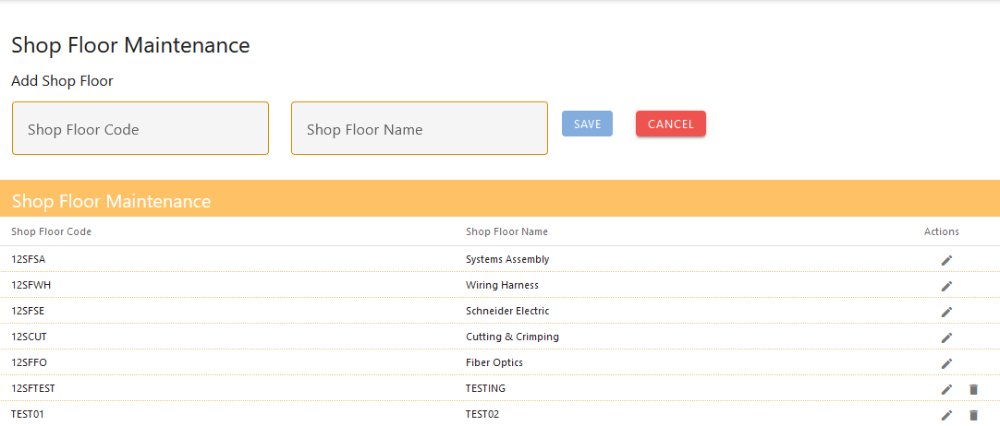 Shop Floor Maintenance
Add Shop Floor
Shop Floor Code Shop Floor Name SAVE CANCEL
Shop Floor Maintenance
Shop Floor Code Shop Floor Name Actions
12SFSA Systems Assembly
12SFWH Wiring Harness
12SFSE Schneider Electric
12SCUT Cutting & Crimping
12SFFO Fiber Optics
12SFTEST TESTING
TEST01 TEST02